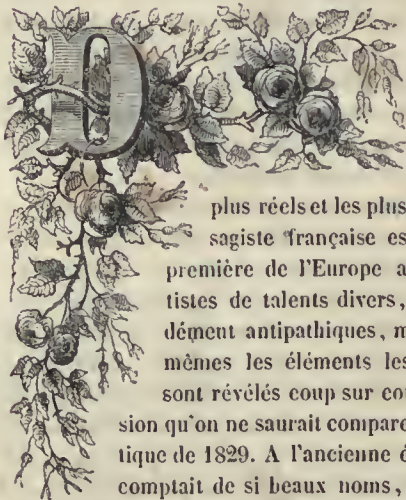 D
plus réels et les plus
sagiste française es
première de l'Europe a
tistes de talents divers,
dément antipathiques, m
mêmes les éléments les
sont révélés coup sur cou
sion qu'on ne saurait compare
tique de 1829. A l'ancienne é
comptait de si beaux noms,